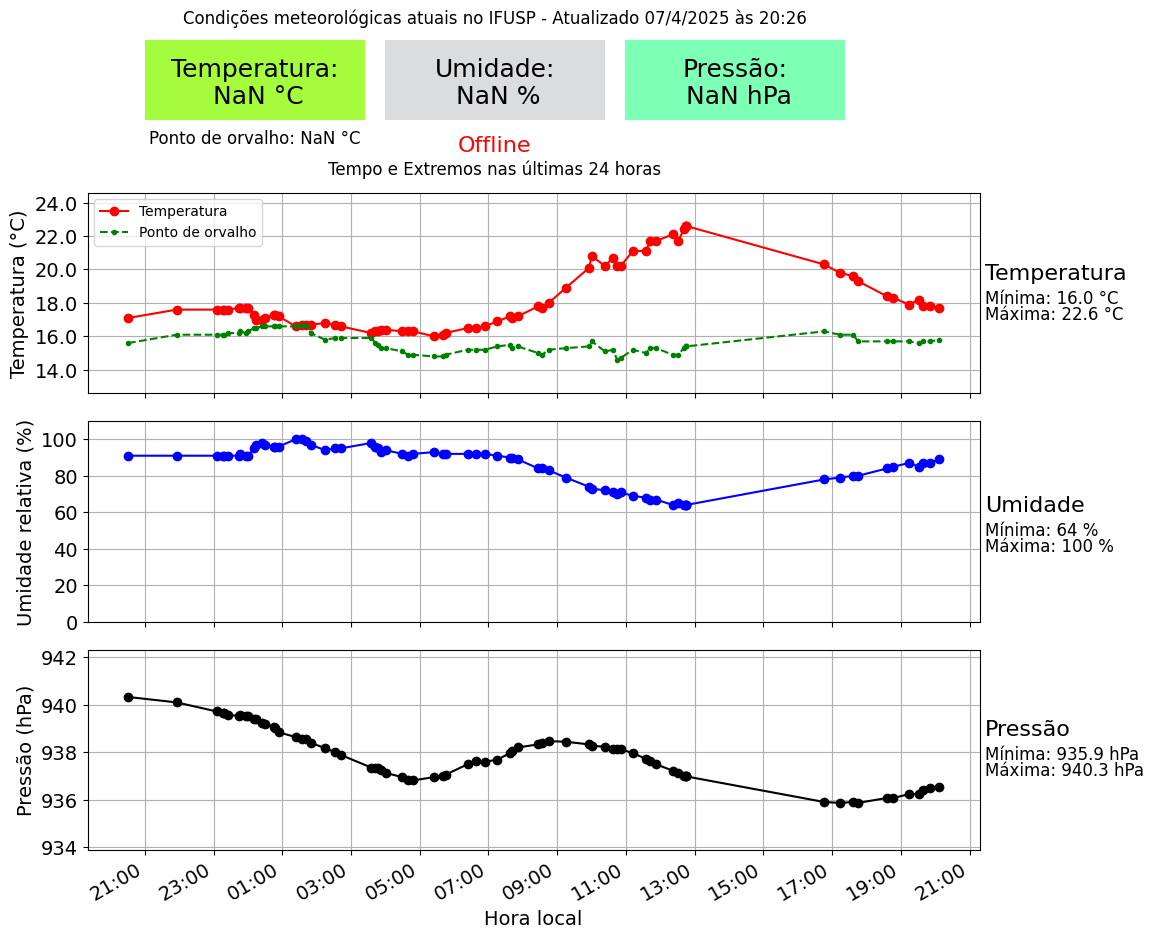 Condições meteorológicas atuais no IFUSP - Atualizado 07/4/2025 às 20:26
Temperatura:
NaN °C
Umidade:
NaN %
Pressão:
NaN hPa
Ponto de orvalho: NaN °C
Offline
Tempo e Extremos nas últimas 24 horas
Temperatura (°C)
24.0
22.0
20.0
18.0
16.0
14.0
Temperatura
Ponto de orvalho
Temperatura
Mínima: 16.0 °C
Máxima: 22.6 °C
Umidade relativa (%)
100
80
60
40
20
0
Umidade
Mínima: 64 %
Máxima: 100 %
Pressão (hPa)
942
940
938
936
934
Pressão
Mínima: 935.9 hPa
Máxima: 940.3 hPa
21:00
23:00
01:00
03:00
05:00
07:00
09:00
11:00
13:00
15:00
17:00
19:00
21:00
Hora local